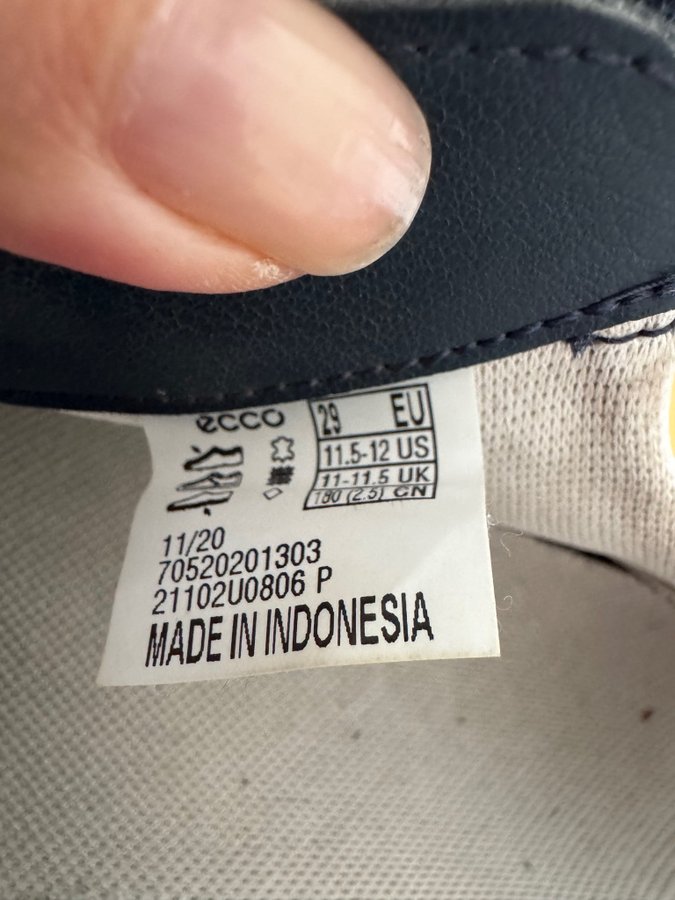 ecco
29 EU
11.5-12 US
11-11.5 UK
180 (2.5) CN
11/20
70520201303
21102U0806 P
MADE IN INDONESIA